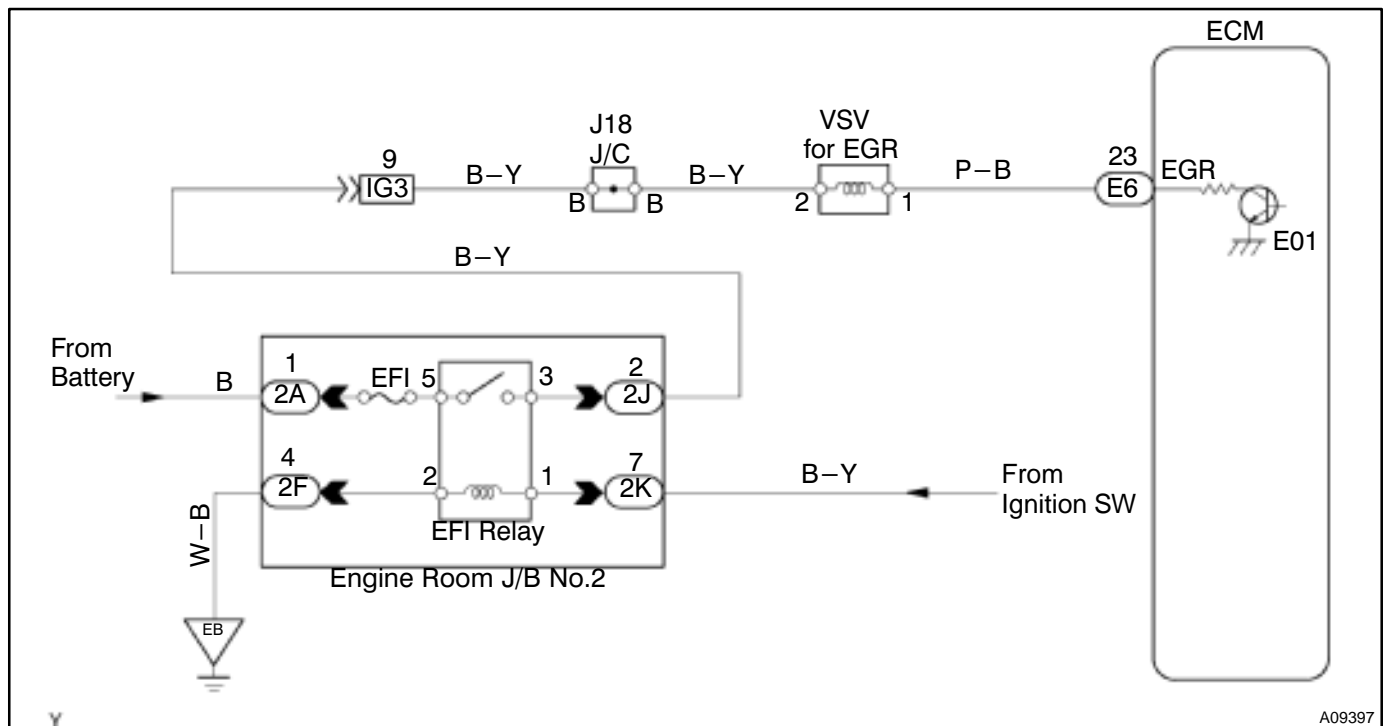 ECM
J18
J/C
VSV
for EGR
9
IG3
B–Y
B
B
B–Y
2
1
P–B
23
E6
EGR
E01
B–Y
From
Battery
B
1
2A
EFI
5
3
2
2J
4
2F
2
1
7
2K
B–Y
From
Ignition SW
EFI Relay
W–B
Engine Room J/B No.2
EB
Y
A09397